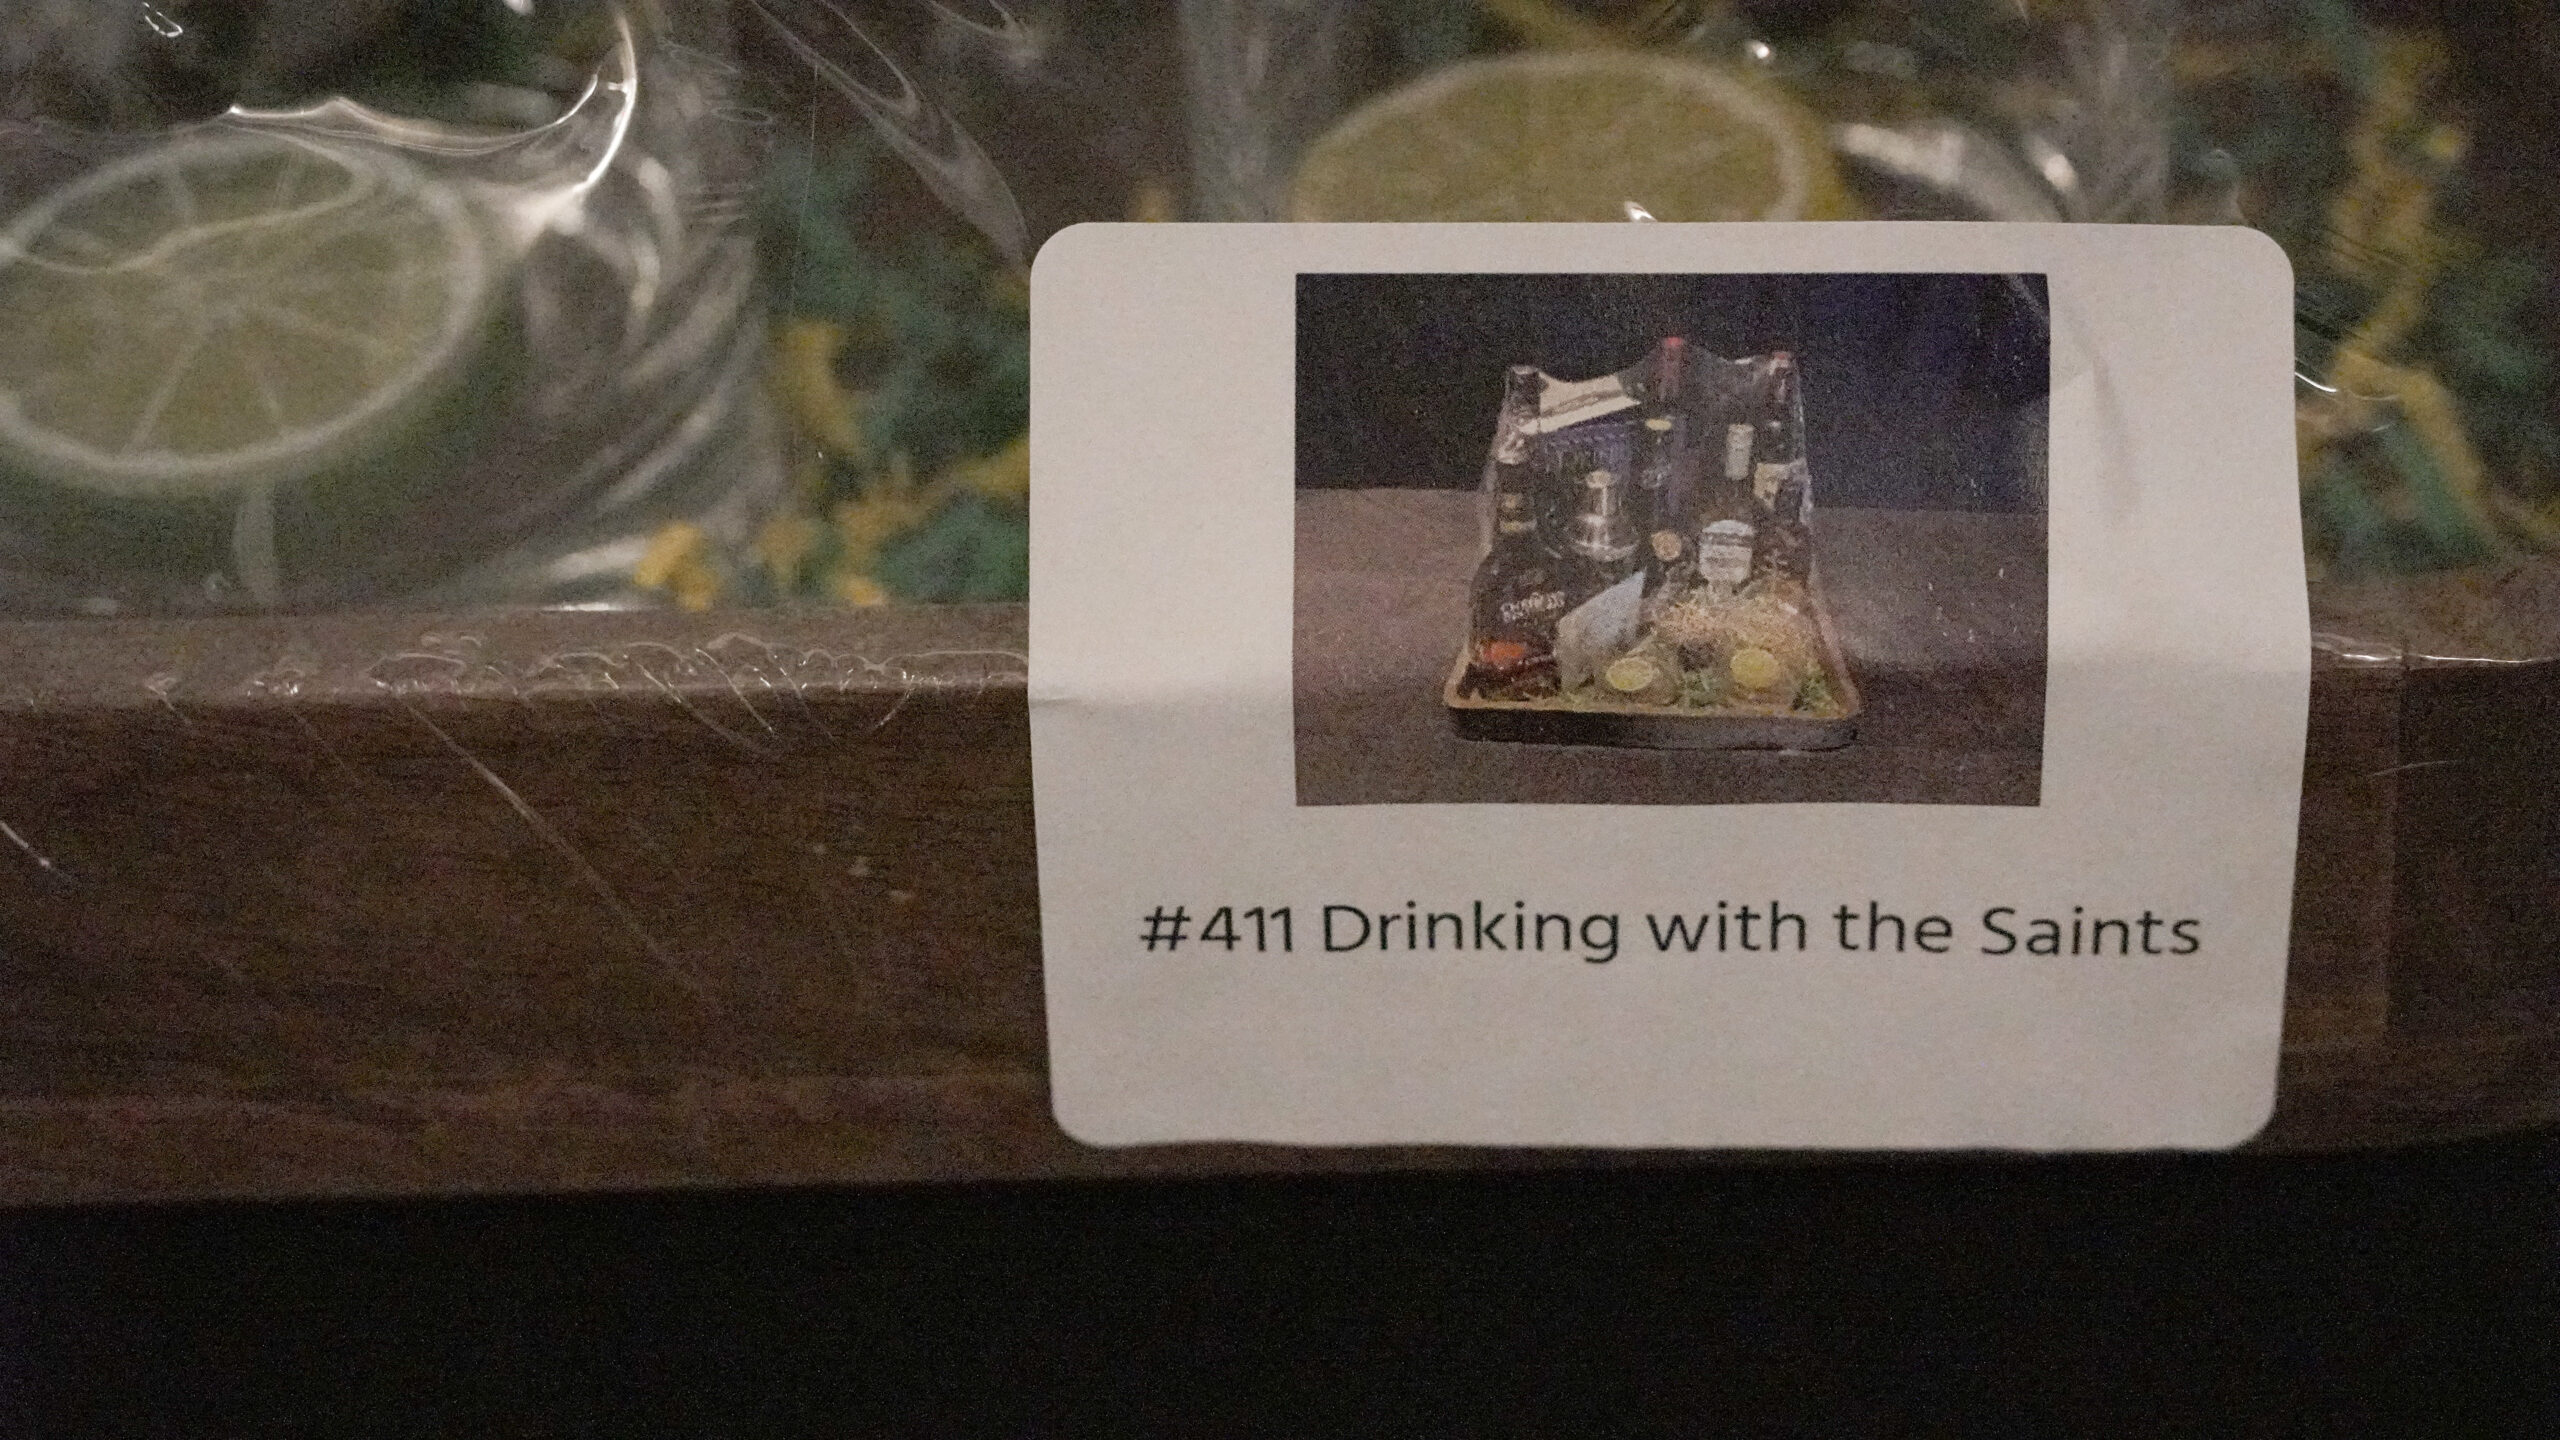 #411 Drinking with the Saints